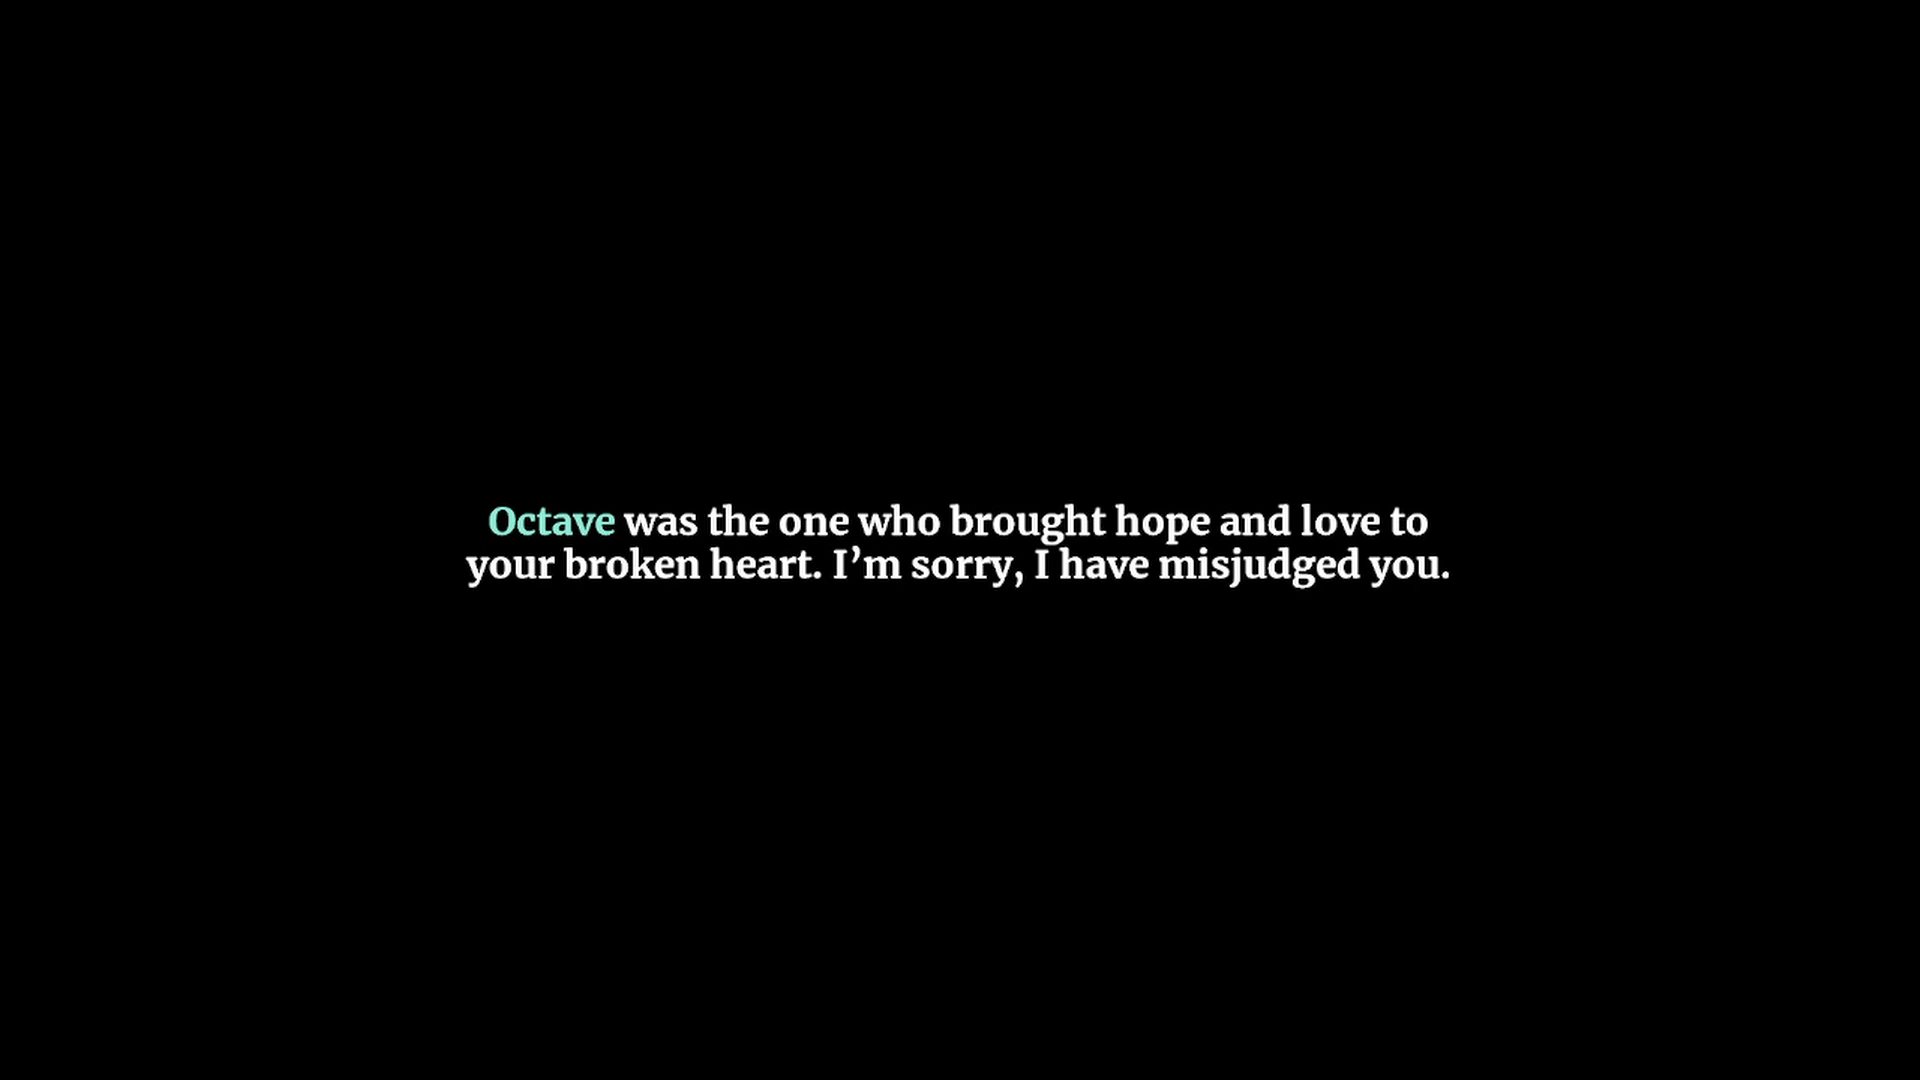 Octave was the one who brought hope and love to
your broken heart. I’m sorry, I have misjudged you.